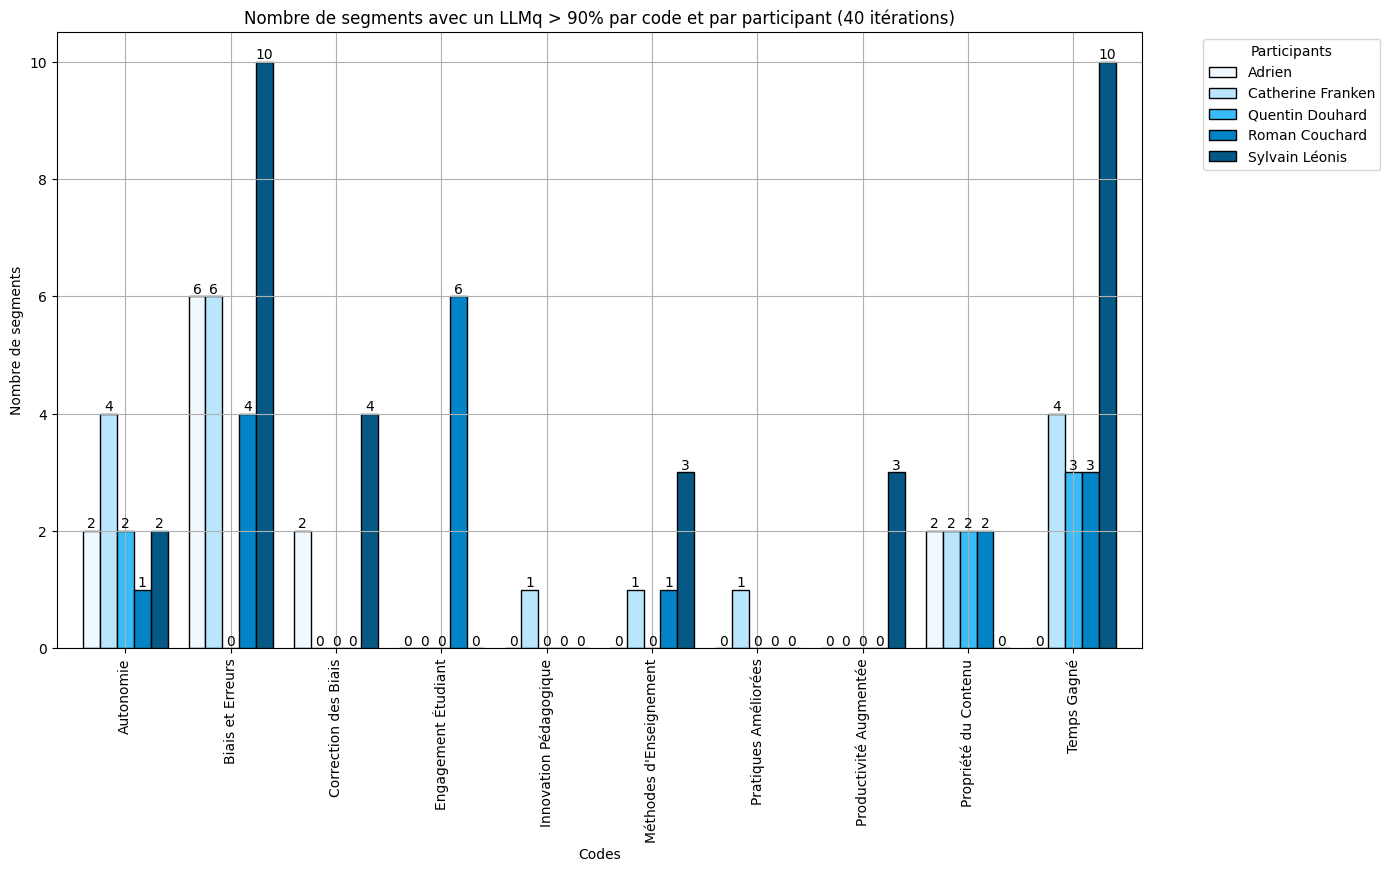 Nombre de segments avec un LLMq > 90% par code et par participant (40 itérations)
Participants
Adrien
Catherine Franken
Quentin Douhard
Roman Couchard
Sylvain Léonis
Nombre de segments
10
8
6
4
2
0
2 4 2 1 2
6 6 0 4 10
2 0 0 0 4
0 0 0 6 0
0 1 0 0 0
0 1 0 1 3
0 1 0 0 0
0 0 0 0 3
2 2 2 2 0
0 4 3 3 10
Autonomie
Biais et Erreurs
Correction des Biais
Engagement Étudiant
Innovation Pédagogique
Méthodes d'Enseignement
Pratiques Améliorées
Productivité Augmentée
Propriété du Contenu
Temps Gagné
Codes